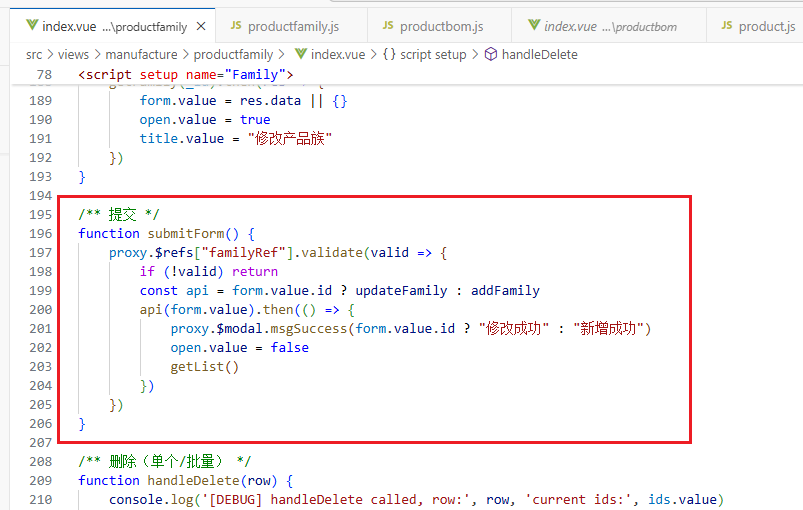 index.vue ...\productfamily
JS productfamily.js
JS productbom.js
index.vue ...\productbom
JS product.js
src > views > manufacture > productfamily > index.vue > {} script setup > handleDelete
78 <script setup name="Family">
189 form.value = res.data || {}
190 open.value = true
191 title.value = "修改产品族"
192 })
193 }
194
195 /** 提交 */
196 function submitForm() {
197 proxy.$refs["familyRef"].validate(valid => {
198 if (!valid) return
199 const api = form.value.id ? updateFamily : addFamily
200 api(form.value).then(() => {
201 proxy.$modal.msgSuccess(form.value.id ? "修改成功" : "新增成功")
202 open.value = false
203 getList()
204 })
205 })
206 }
207
208 /** 删除（单个/批量） */
209 function handleDelete(row) {
210 console.log('[DEBUG] handleDelete called, row:', row, 'current ids:', ids.value)